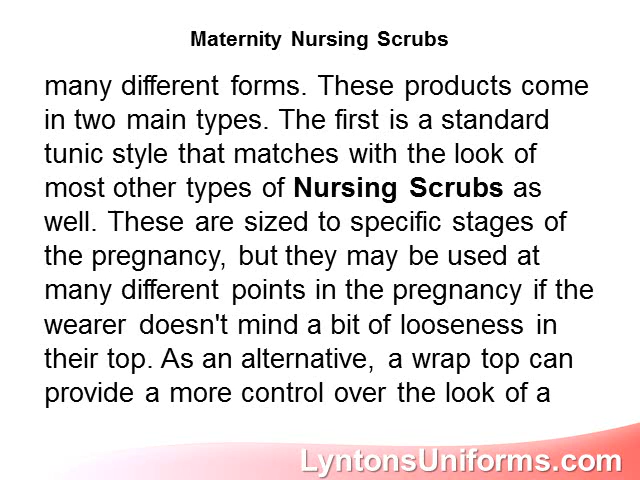 Maternity Nursing Scrubs
many different forms. These products come
in two main types. The first is a standard
tunic style that matches with the look of
most other types of Nursing Scrubs as
well. These are sized to specific stages of
the pregnancy, but they may be used at
many different points in the pregnancy if the
wearer doesn't mind a bit of looseness in
their top. As an alternative, a wrap top can
provide a more control over the look of a
LyntonsUniforms.com